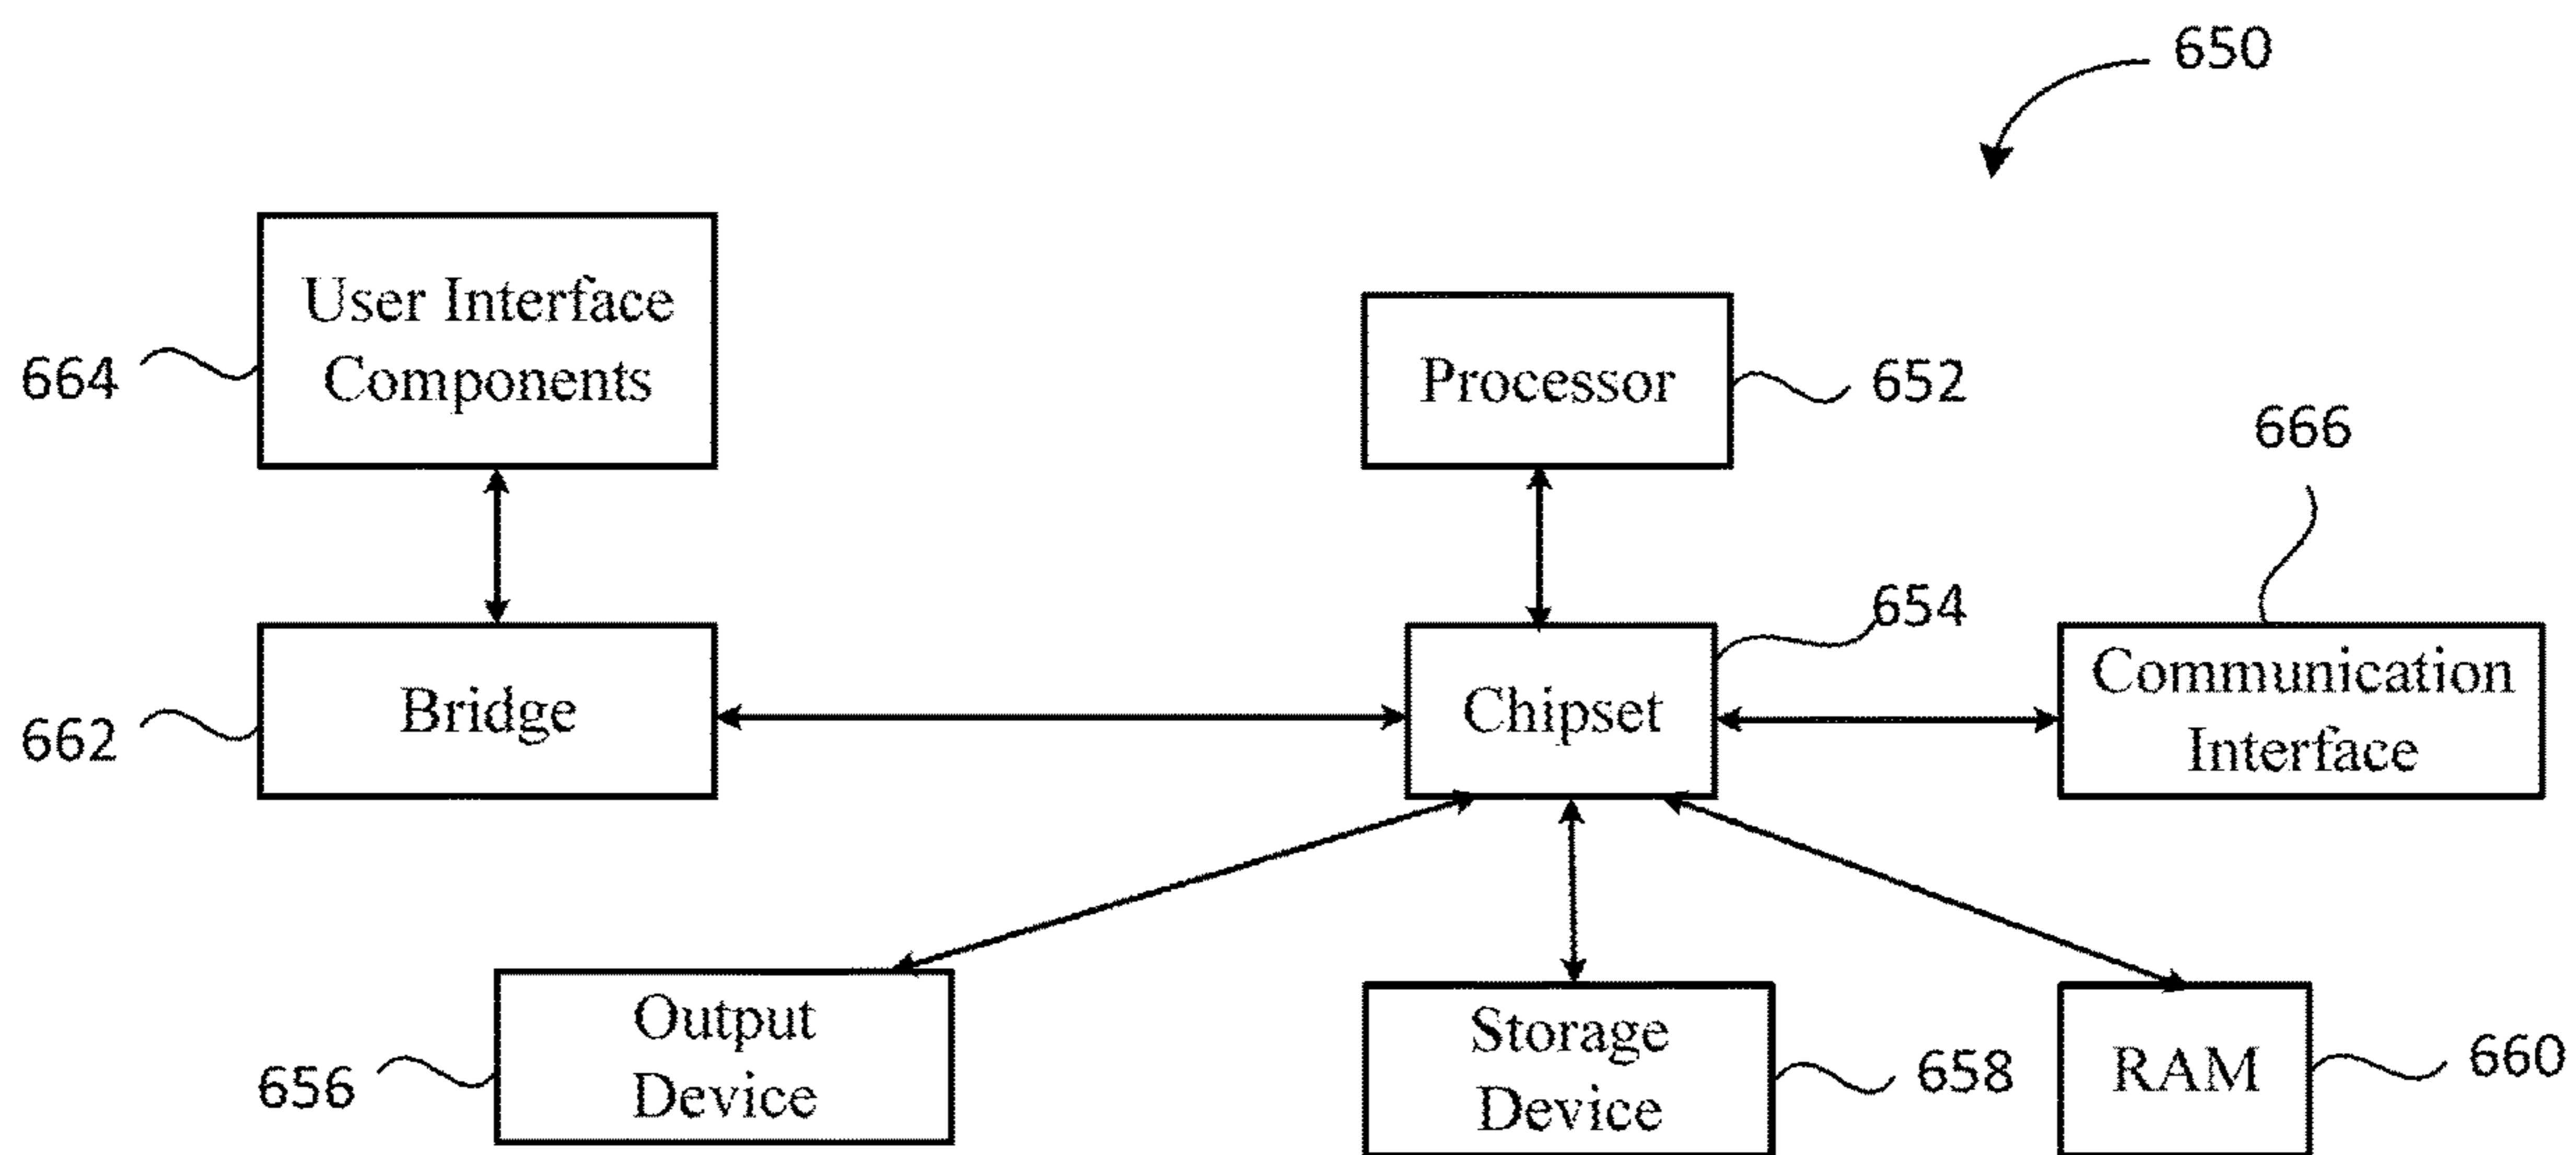 650
User Interface
Components
664
Processor
652
666
654
Bridge
662
Chipset
Communication
Interface
Output
Device
656
Storage
Device
658
RAM
660